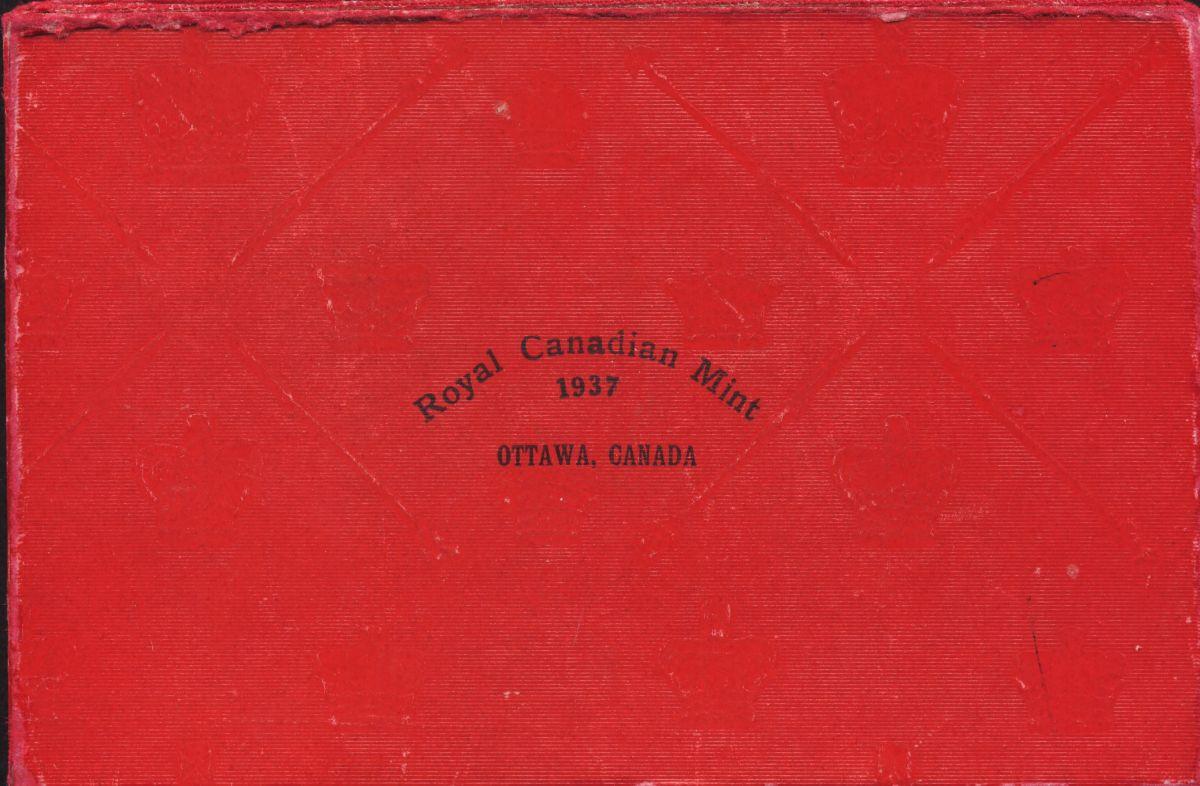 Royal Canadian Mint
1937
OTTAWA, CANADA